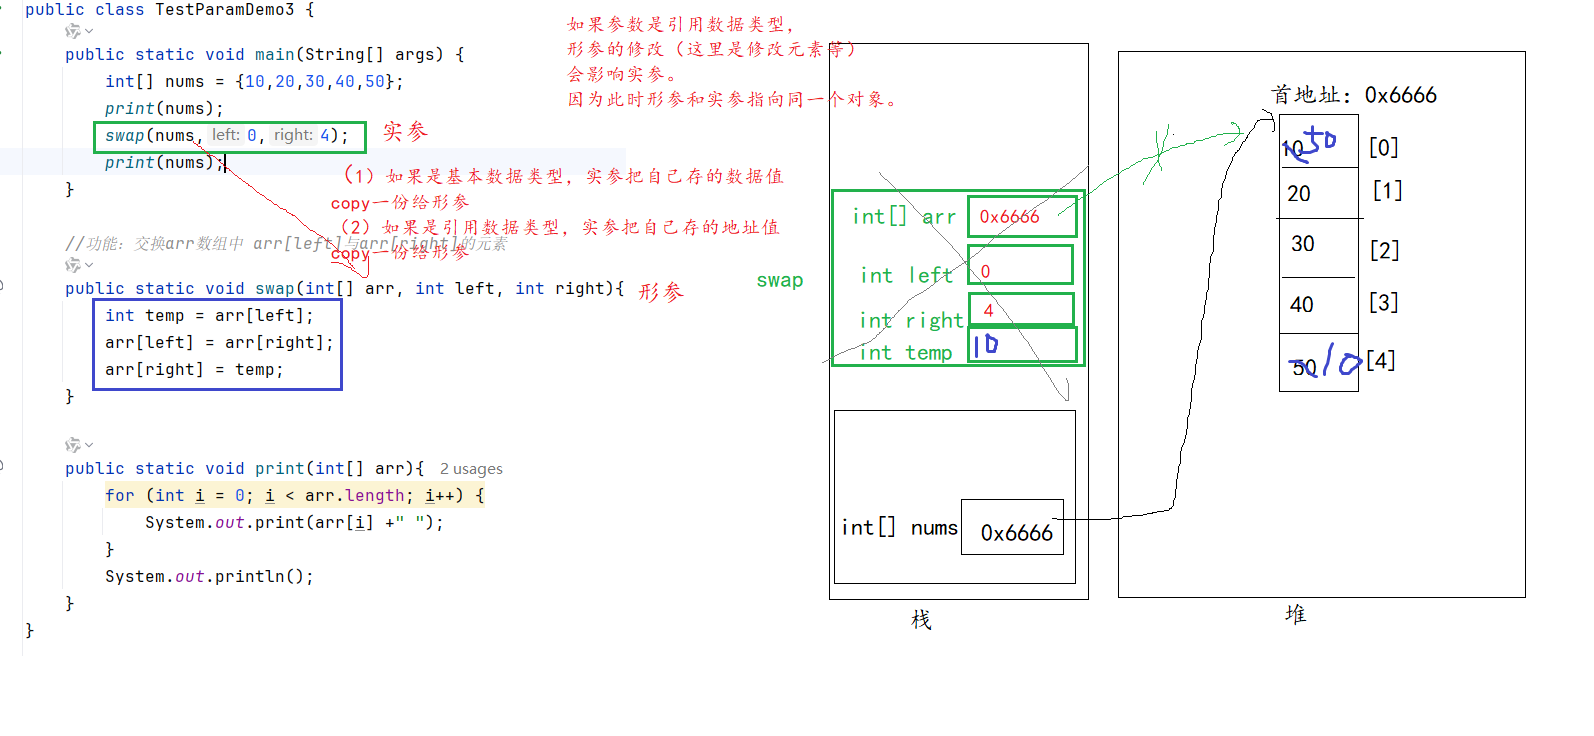 public class TestParamDemo3 {
public static void main(String[] args) {
int[] nums = {10,20,30,40,50};
print(nums);
swap(nums, left: 0, right: 4);
print(nums);
}
//功能：交换arr数组中 arr[left]与arr[right]的元素
public static void swap(int[] arr, int left, int right){
int temp = arr[left];
arr[left] = arr[right];
arr[right] = temp;
}
public static void print(int[] arr){ 2 usages
for (int i = 0; i < arr.length; i++) {
System.out.print(arr[i] +" ");
}
System.out.println();
}
}
实参
形参
如果参数是引用数据类型，
形参的修改（这里是修改元素等）
会影响实参。
因为此时形参和实参指向同一个对象。
（1）如果是基本数据类型，实参把自己存的数据值
copy一份给形参
（2）如果是引用数据类型，实参把自己存的地址值
copy一份给形参
swap
int[] arr 0x6666
int left 0
int right 4
int temp 10
int[] nums 0x6666
栈
首地址：0x6666
10 50 [0]
20 [1]
30 [2]
40 [3]
50 10 [4]
堆